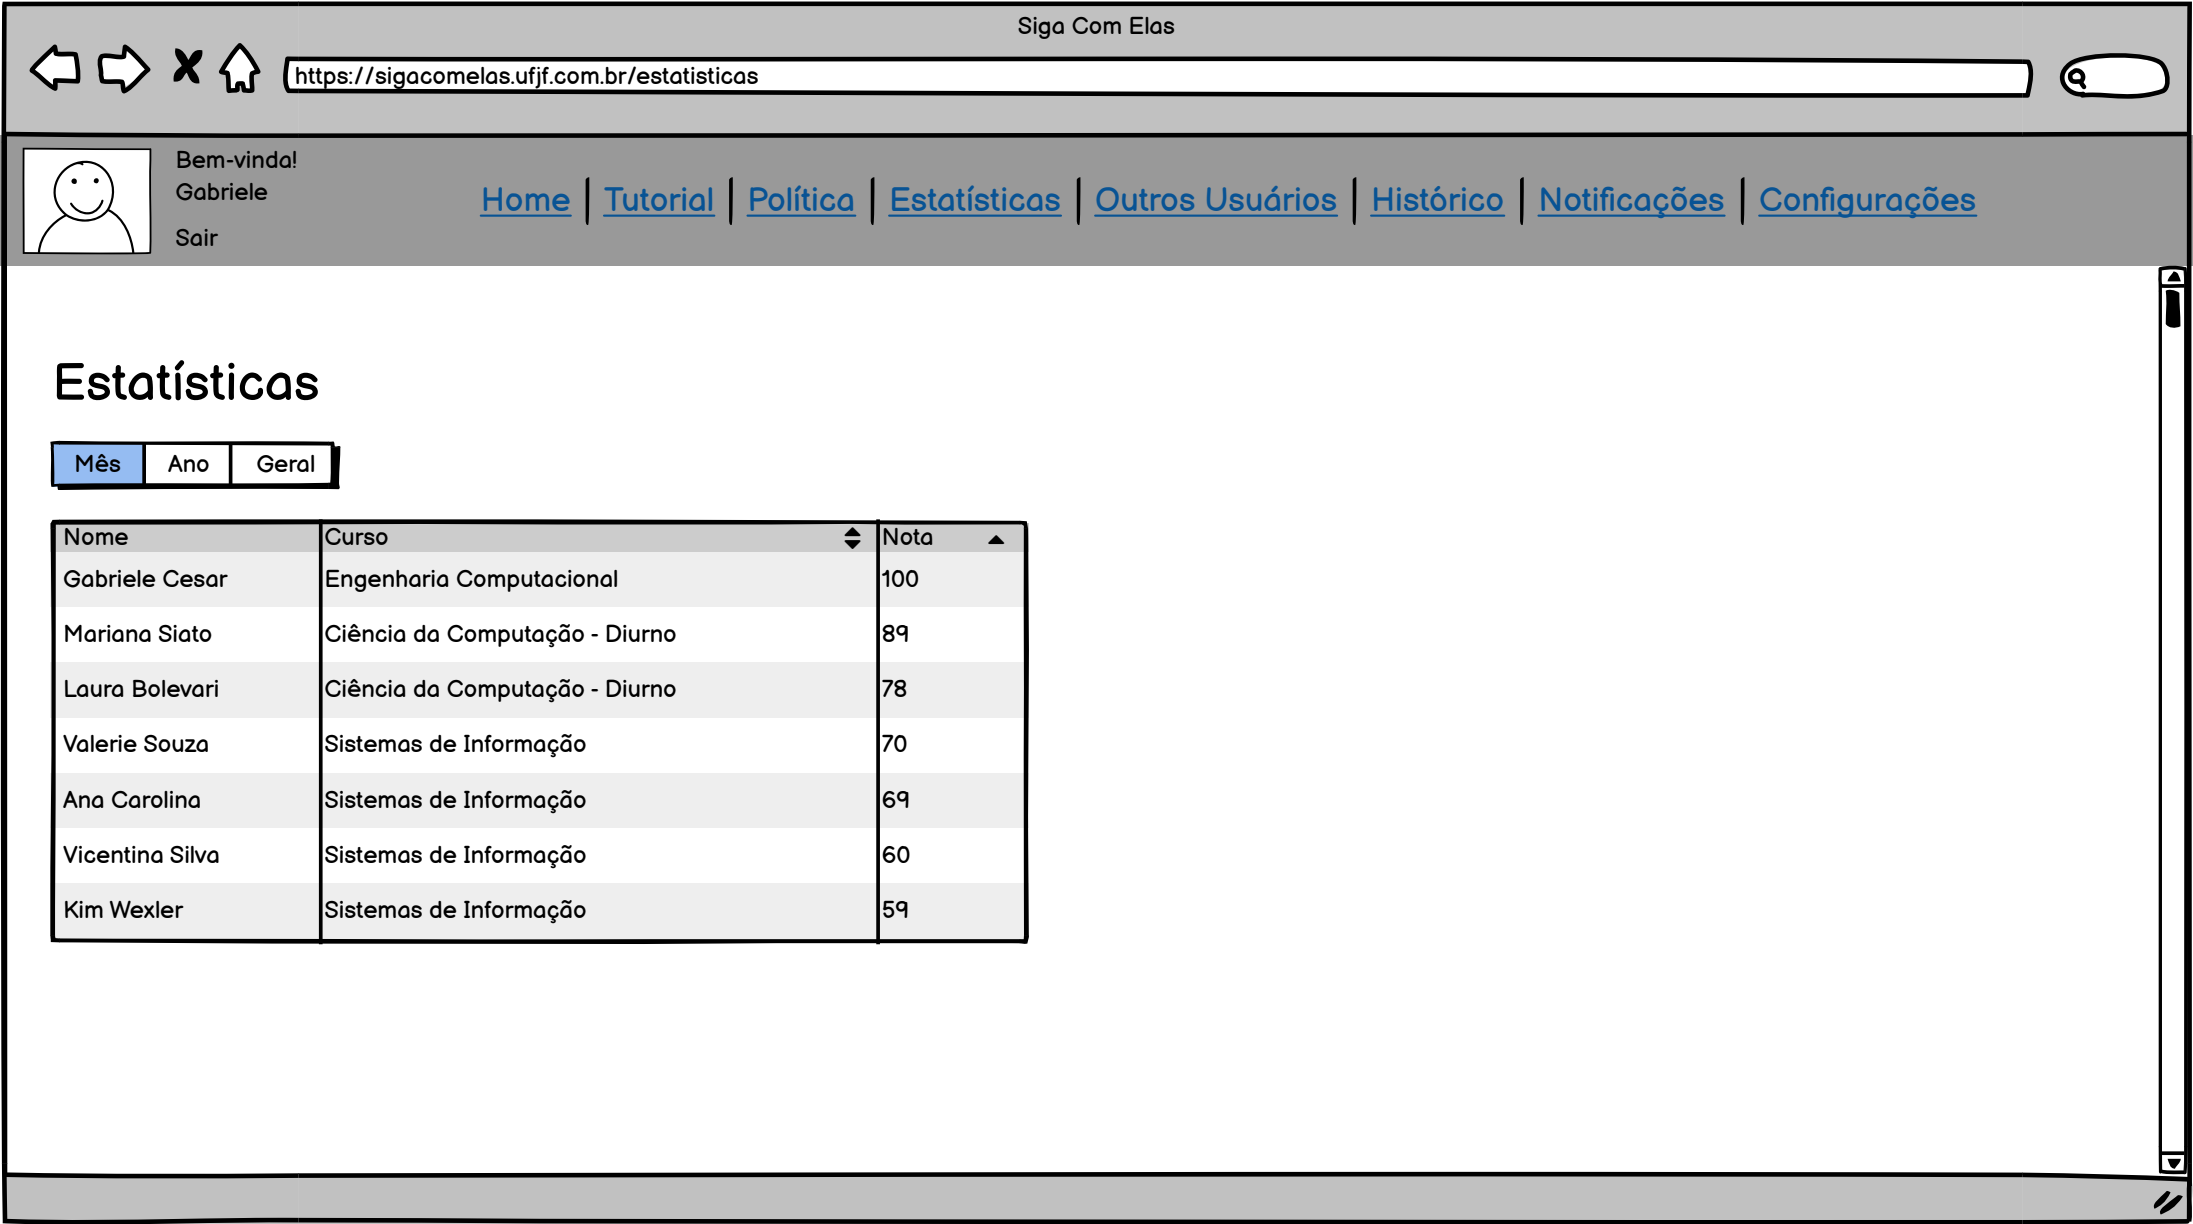 Siga Com Elas
https://sigacomelas.ufjf.com.br/estatisticas
Bem-vinda!
Gabriele
Sair
Home Tutorial Política Estatísticas Outros Usuários Histórico Notificações Configurações
Estatísticas
Mês Ano Geral
Nome Curso Nota
Gabriele Cesar Engenharia Computacional 100
Mariana Siato Ciência da Computação - Diurno 89
Laura Bolevari Ciência da Computação - Diurno 78
Valerie Souza Sistemas de Informação 70
Ana Carolina Sistemas de Informação 69
Vicentina Silva Sistemas de Informação 60
Kim Wexler Sistemas de Informação 59